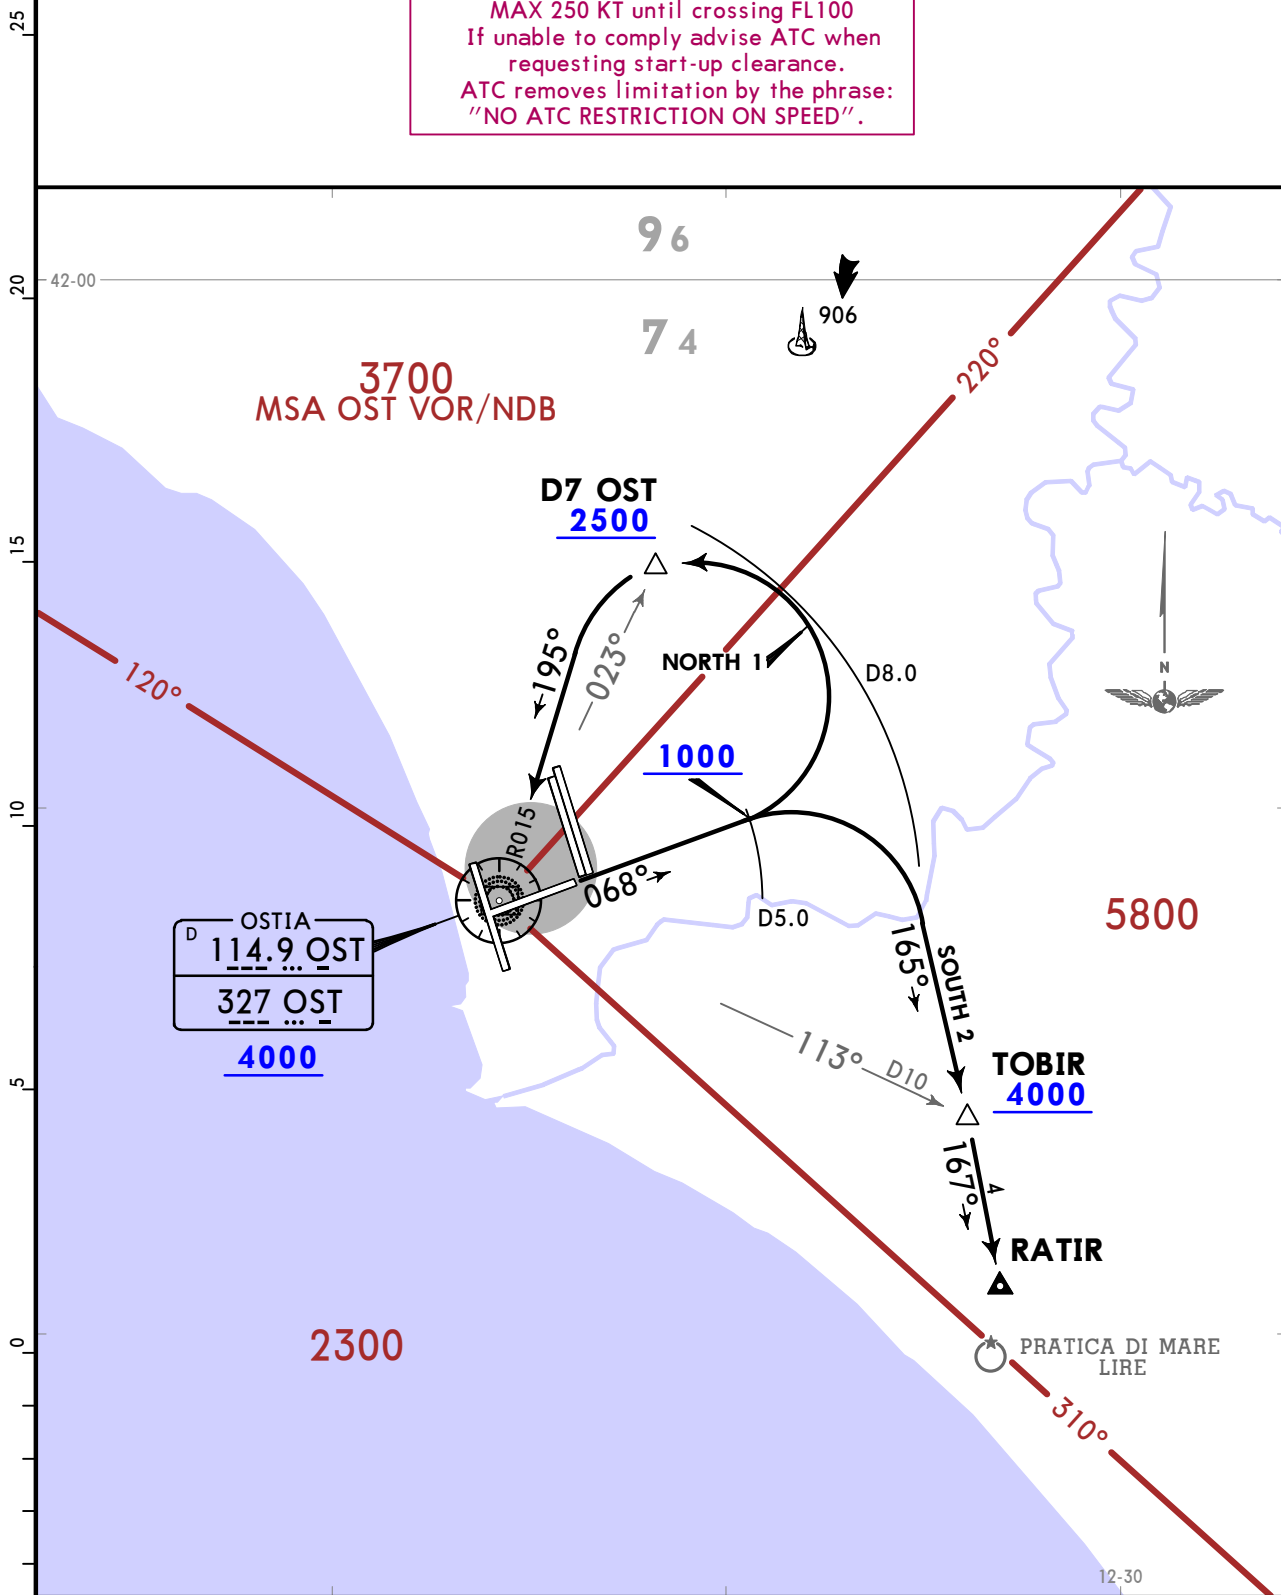 25
MAX 250 KT until crossing FL100
If unable to comply advise ATC when
requesting start-up clearance.
ATC removes limitation by the phrase:
"NO ATC RESTRICTION ON SPEED".
96
20
42-00
906
74
220°
3700
MSA OST VOR/NDB
D7 OST
2500
15
195°
023°
NORTH 1
D8.0
N
120°
1000
10
R015
068°
D5.0
5800
OSTIA
D
114.9 OST
327 OST
4000
165°
SOUTH 2
113°
D10
TOBIR
4000
5
167°
4
RATIR
0
2300
PRATICA DI MARE
LIRE
310°
12-30